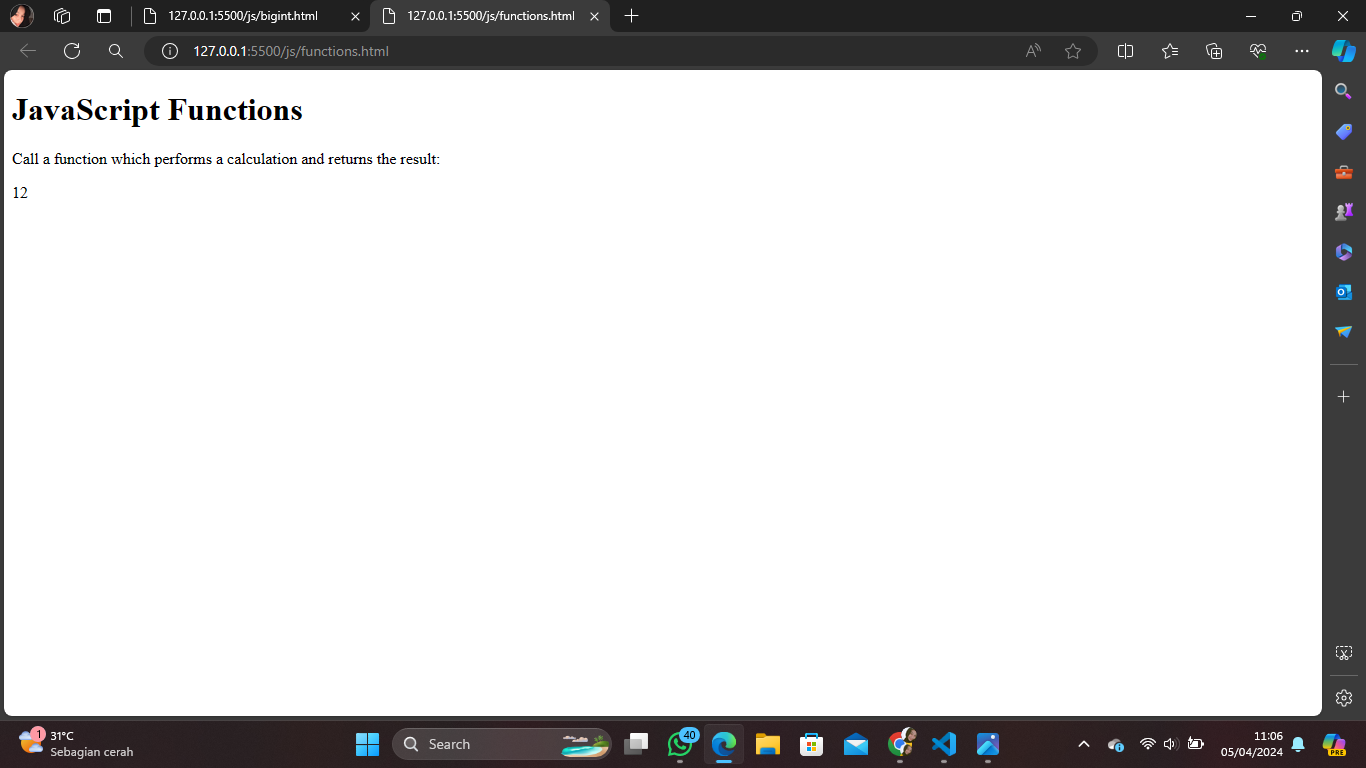 127.0.0.1:5500/js/bigint.html
127.0.0.1:5500/js/functions.html
127.0.0.1:5500/js/functions.html
JavaScript Functions
Call a function which performs a calculation and returns the result:
12
1
31°C
Sebagian cerah
Search
40
11:06
05/04/2024
PRE